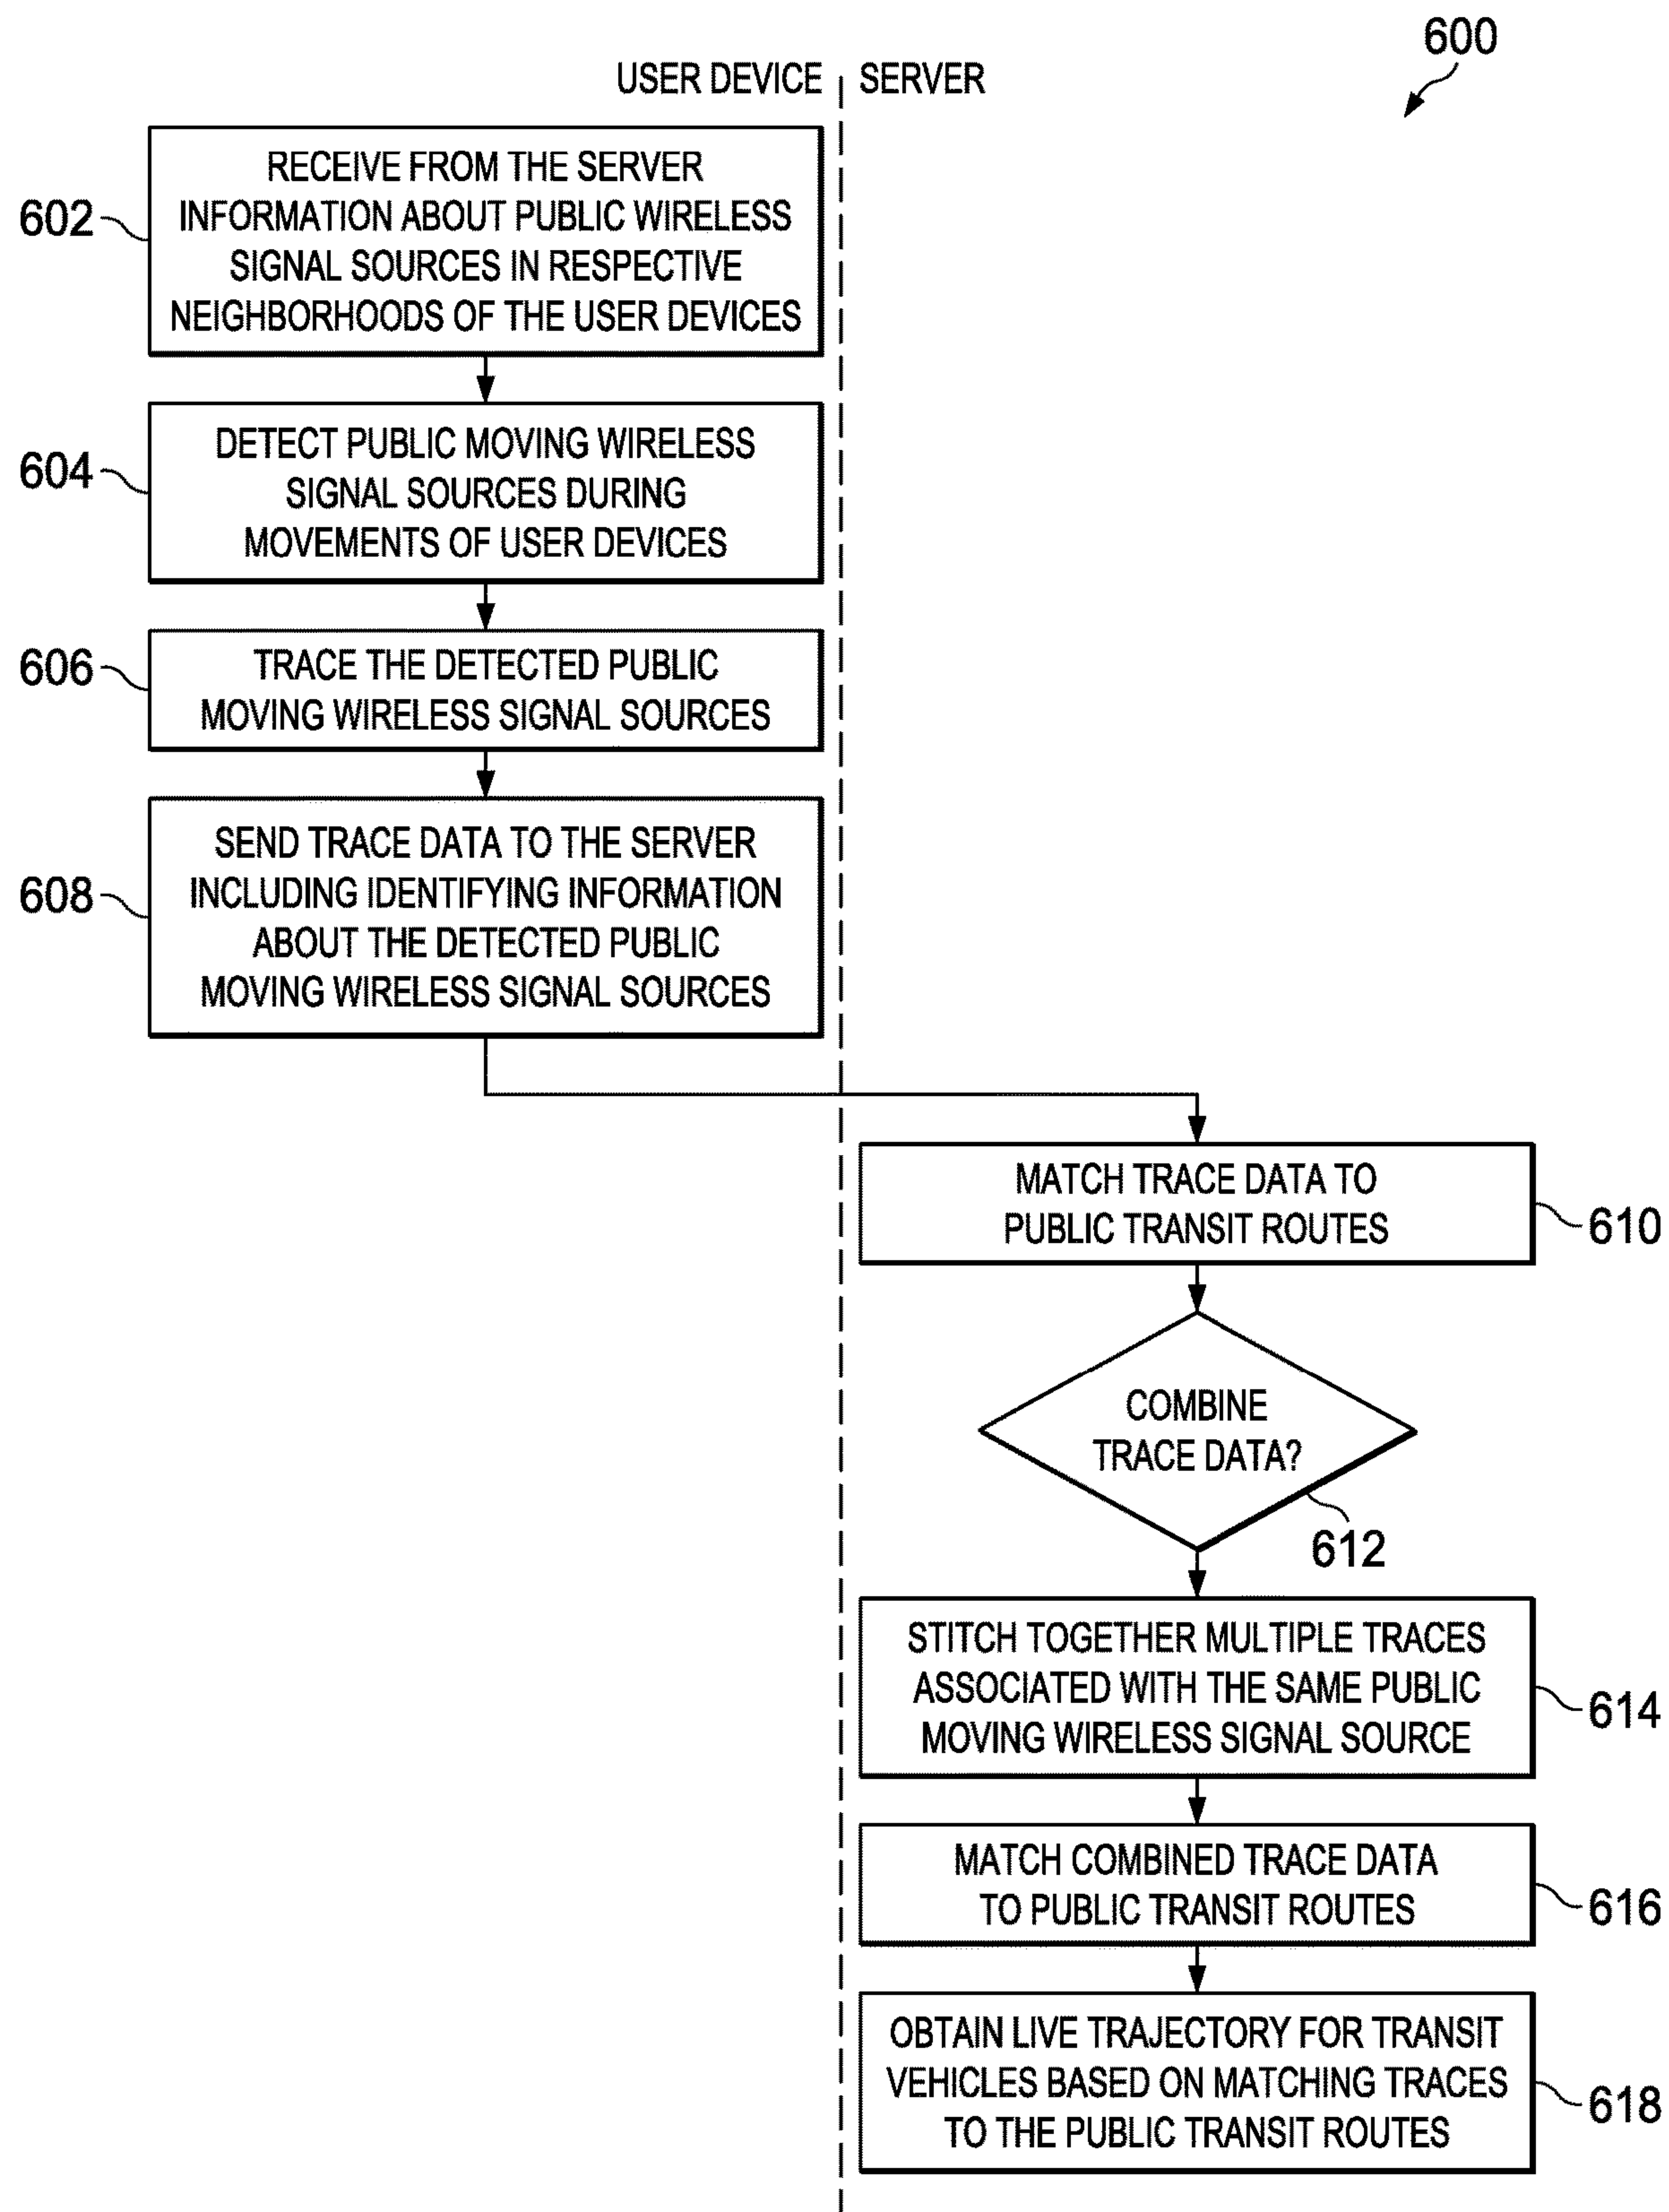 600
USER DEVICE
SERVER
RECEIVE FROM THE SERVER
INFORMATION ABOUT PUBLIC WIRELESS
SIGNAL SOURCES IN RESPECTIVE
NEIGHBORHOODS OF THE USER DEVICES
602
DETECT PUBLIC MOVING WIRELESS
SIGNAL SOURCES DURING
MOVEMENTS OF USER DEVICES
604
TRACE THE DETECTED PUBLIC
MOVING WIRELESS SIGNAL SOURCES
606
SEND TRACE DATA TO THE SERVER
INCLUDING IDENTIFYING INFORMATION
ABOUT THE DETECTED PUBLIC
MOVING WIRELESS SIGNAL SOURCES
608
MATCH TRACE DATA TO
PUBLIC TRANSIT ROUTES
610
COMBINE
TRACE DATA?
612
STITCH TOGETHER MULTIPLE TRACES
ASSOCIATED WITH THE SAME PUBLIC
MOVING WIRELESS SIGNAL SOURCE
614
MATCH COMBINED TRACE DATA
TO PUBLIC TRANSIT ROUTES
616
OBTAIN LIVE TRAJECTORY FOR TRANSIT
VEHICLES BASED ON MATCHING TRACES
TO THE PUBLIC TRANSIT ROUTES
618